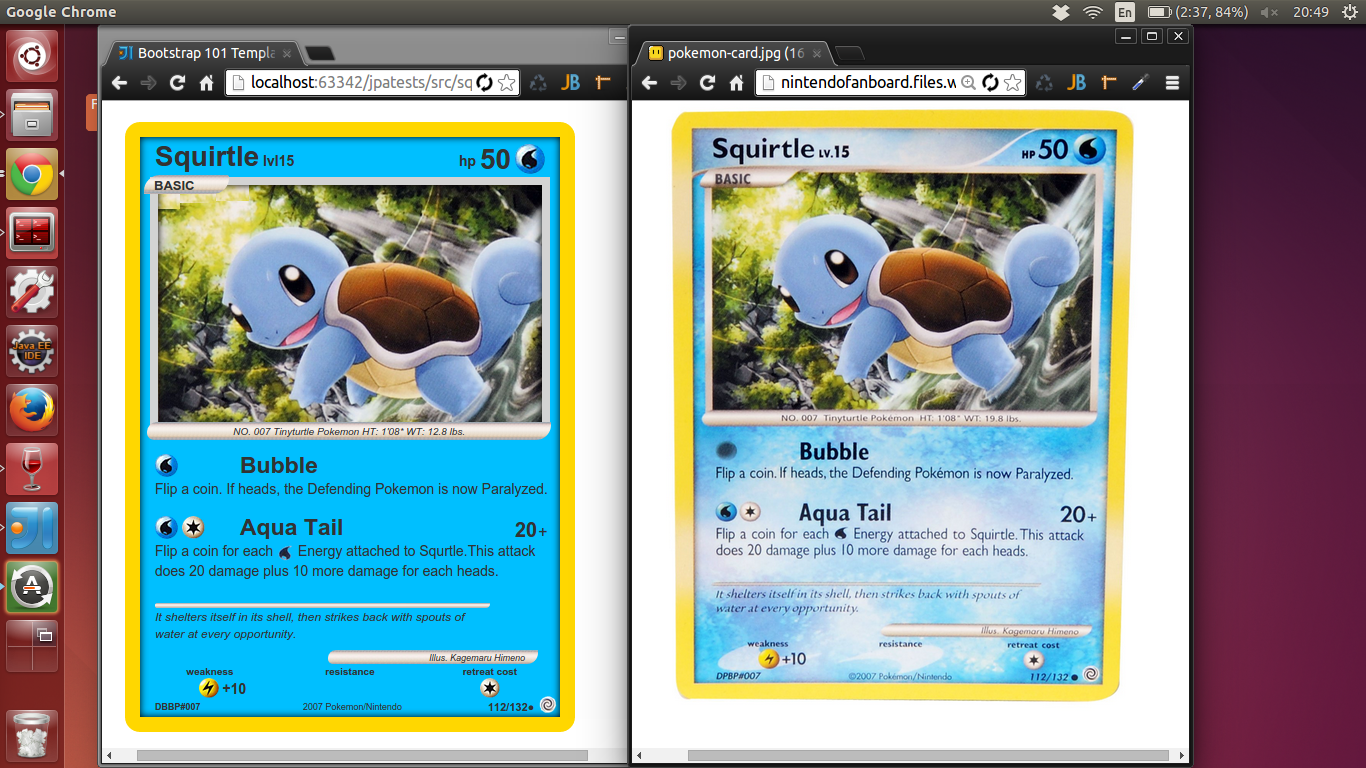 Google Chrome
En
(2:37, 84%)
20:49
Bootstrap 101 Templa
localhost:63342/jpatests/src/sq
JB
F
Squirtle lvl15
hp 50
BASIC
NO. 007 Tinyturtle Pokemon HT: 1'08* WT: 12.8 lbs.
Bubble
Flip a coin. If heads, the Defending Pokemon is now Paralyzed.
Aqua Tail
20+
Flip a coin for each Energy attached to Squrtle.This attack
does 20 damage plus 10 more damage for each heads.
It shelters itself in its shell, then strikes back with spouts of
water at every opportunity.
Illus. Kagemaru Himeno
weakness
resistance
retreat cost
+10
DBBP#007
2007 Pokemon/Nintendo
112/132●
pokemon-card.jpg (16
nintendofanboard.files.w
JB
Squirtle LV.15
HP 50
BASIC
NO. 007 Tinyturtle Pokémon HT: 1'08" WT: 19.8 lbs.
Bubble
Flip a coin. If heads, the Defending Pokémon is now Paralyzed.
Aqua Tail
20+
Flip a coin for each Energy attached to Squirtle. This attack
does 20 damage plus 10 more damage for each heads.
It shelters itself in its shell, then strikes back with spouts of
water at every opportunity.
Illus. Kagemaru Himeno
weakness
resistance
retreat cost
+10
DPBP#007
©2007 Pokémon/Nintendo
112/132 ●
Java EE
IDE
A